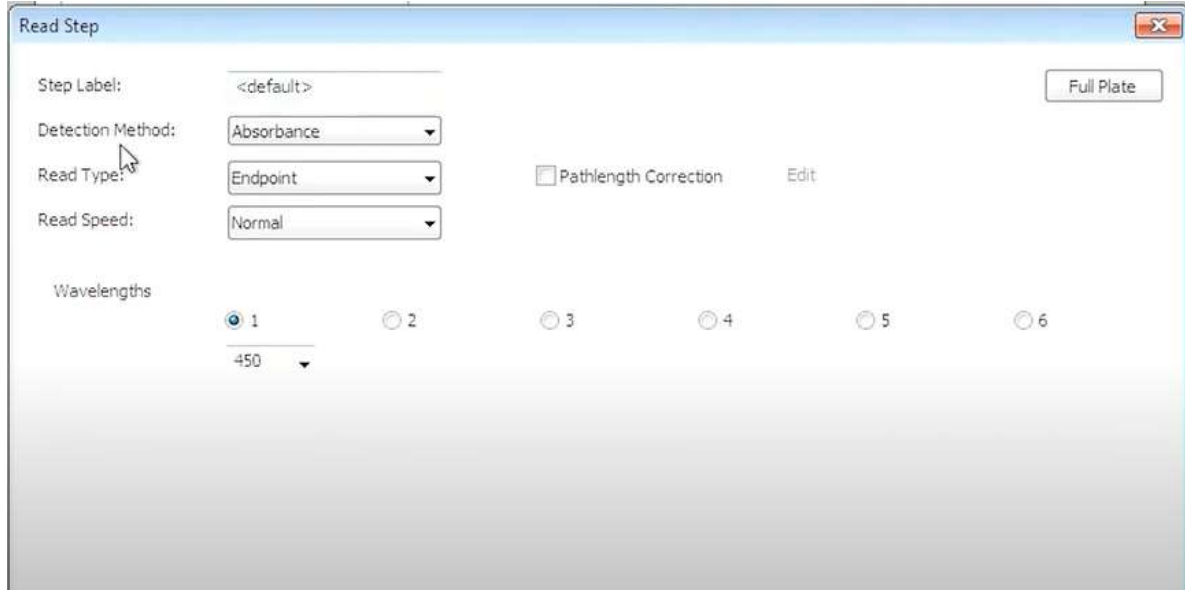 Read Step
Step Label: <default> Full Plate
Detection Method: Absorbance
Read Type: Endpoint Pathlength Correction Edit
Read Speed: Normal
Wavelengths
1 2 3 4 5 6
450